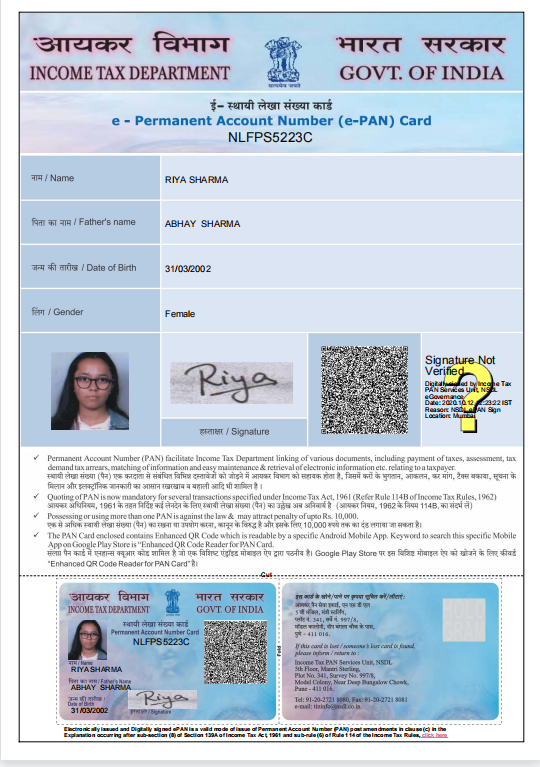 आयकर विभाग
INCOME TAX DEPARTMENT
सत्यमेव जयते
भारत सरकार
GOVT. OF INDIA
ई- स्थायी लेखा संख्या कार्ड
e - Permanent Account Number (e-PAN) Card
NLFPS5223C
नाम / Name
RIYA SHARMA
पिता का नाम / Father's name
ABHAY SHARMA
जन्म की तारीख / Date of Birth
31/03/2002
लिंग / Gender
Female
Riya
हस्ताक्षर / Signature
Signature Not
Verified
?
Digitally signed by Income Tax
PAN Services Unit, NSDL
eGovernance
Date: 2020.10.12 :23:22 IST
Reason: NSDL ePAN Sign
Location: Mumbai
✓ Permanent Account Number (PAN) facilitate Income Tax Department linking of various documents, including payment of taxes, assessment, tax
demand tax arrears, matching of information and easy maintenance & retrieval of electronic information etc. relating to a taxpayer.
स्थायी लेखा संख्या (पैन) एक करदाता से संबंधित विभिन्न दस्तावेजों को जोड़ने में आयकर विभाग को सहायक होता है, जिसमें करों के भुगतान, आकलन, कर मांग, टैक्स बकाया, सूचना के
मिलान और इलक्ट्रॉनिक जानकारी का आसान रखरखाव व बहाली आदि भी शामिल है ।
✓ Quoting of PAN is now mandatory for several transactions specified under Income Tax Act, 1961 (Refer Rule 114B of Income Tax Rules, 1962)
आयकर अधिनियम, 1961 के तहत निर्दिष्ट कई लेनदेन के लिए स्थायी लेखा संख्या (पैन) का उल्लेख अब अनिवार्य है (आयकर नियम, 1962 के नियम 114B, का संदर्भ लें)
✓ Possessing or using more than one PAN is against the law & may attract penalty of upto Rs. 10,000.
एक से अधिक स्थायी लेखा संख्या (पैन) का रखना या उपयोग करना, कानून के विरुद्ध है और इसके लिए 10,000 रुपये तक का दंड लगाया जा सकता है।
✓ The PAN Card enclosed contains Enhanced QR Code which is readable by a specific Android Mobile App. Keyword to search this specific Mobile
App on Google Play Store is "Enhanced QR Code Reader for PAN Card.
संलग्न पैन कार्ड में एनहान्स क्यूआर कोड शामिल है जो एक विशिष्ट एंड्रॉइड मोबाइल ऐप द्वारा पठनीय है। Google Play Store पर इस विशिष्ट मोबाइल ऐप को खोजने के लिए कीवर्ड
"Enhanced QR Code Reader for PAN Card" है।
Cut
आयकर विभाग
INCOME TAX DEPARTMENT
भारत सरकार
GOVT. OF INDIA
स्थायी लेखा संख्या कार्ड
Permanent Account Number Card
NLFPS5223C
नाम / Name
RIYA SHARMA
पिता का नाम / Father's Name
ABHAY SHARMA
जन्म की तारीख /
Date of Birth
31/03/2002
Riya
हस्ताक्षर / Signature
Fold
इस कार्ड के खोने/पाने पर कृपया सूचित करें/लौटाएं:
आयकर पैन सेवा इकाई, एन एस डी एल
5 वीं मंजिल, मंत्री स्टर्लिंग,
प्लॉट नं. 341, सर्वे नं. 997/8,
मॉडल कालोनी, दीप बंगला चौक के पास,
पुणे - 411 016.
If this card is lost / someone's lost card is found,
please inform / return to :
Income Tax PAN Services Unit, NSDL
5th Floor, Mantri Sterling,
Plot No. 341, Survey No. 997/8,
Model Colony, Near Deep Bungalow Chowk,
Pune - 411 016.
Tel: 91-20-2721 8080, Fax: 91-20-2721 8081
e-mail: tininfo@nsdl.co.in
Electronically issued and Digitally signed ePAN is a valid mode of issue of Permanent Account Number (PAN) post amendments in clause (c) in the
Explanation occurring after sub-section (8) of Section 139A of Income Tax Act, 1961 and sub-rule (6) of Rule 114 of the Income Tax Rules, click here